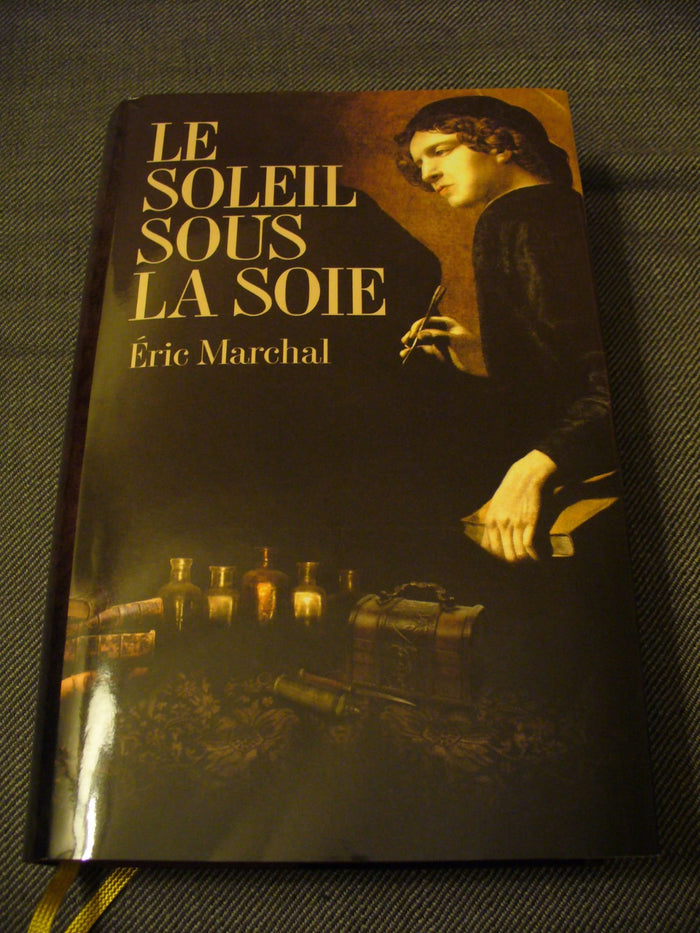 LE
SOLEIL
SOUS
LA SOIE
Éric Marchal